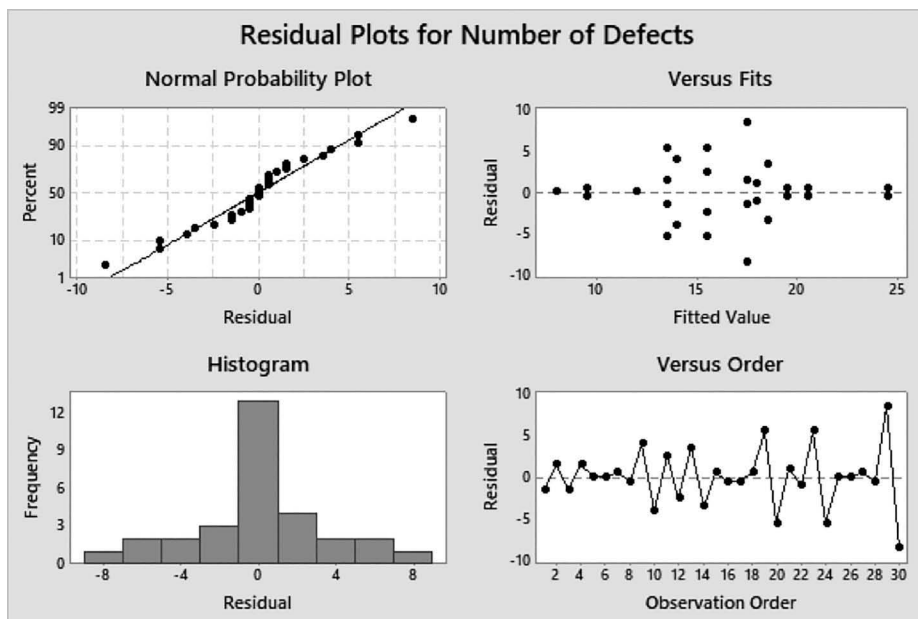 Residual Plots for Number of Defects
Normal Probability Plot
99
90
50
10
1
Percent
-10 -5 0 5 10
Residual
Versus Fits
10
5
0
-5
-10
Residual
10 15 20 25
Fitted Value
Histogram
12
9
6
3
0
Frequency
-8 -4 0 4 8
Residual
Versus Order
10
5
0
-5
-10
Residual
2 4 6 8 10 12 14 16 18 20 22 24 26 28 30
Observation Order